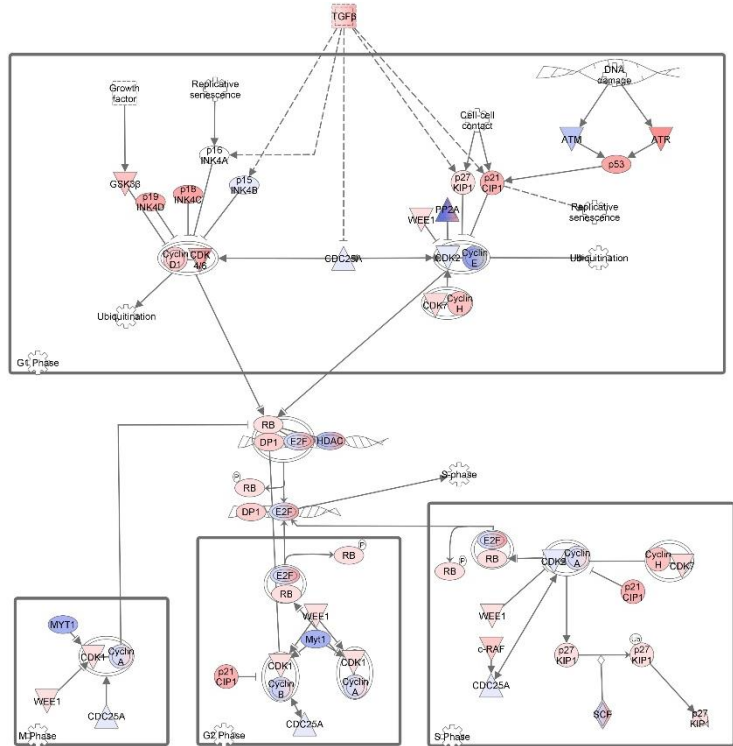 TGFβ
DNA
damage
Growth
factor
Replicative
senescence
Cell-cell
contact
ATM
ATR
p53
p16
INK4A
p15
INK4B
GSK3β
p19
INK4D
p18
INK4C
p27
KIP1
p21
CIP1
Replicative
senescence
WEE1
PP2A
Cyclin
D1
CDK
4/6
CDC25A
CDK2
Cyclin
E
Ubiquitination
CDK7
Cyclin
H
Ubiquitination
G1 Phase
RB
DP1
E2F
HDAC
P
RB
S-phase
DP1
E2F
E2F
RB
P
RB
E2F
RB
P
RB
CDK2
Cyclin
A
Cyclin
H
CDK7
p21
CIP1
WEE1
c-RAF
CDC25A
p27
KIP1
Ub
p27
KIP1
SCF
p27
KIP1
S Phase
WEE1
Myt1
CDK1
Cyclin
B
CDK1
Cyclin
A
p21
CIP1
CDC25A
G2 Phase
MYT1
CDK1
Cyclin
A
WEE1
CDC25A
M Phase